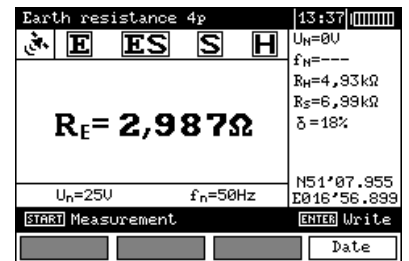 Earth resistance 4p 13:37
E ES S H
UN=0V
fN=---
RH=4,93kΩ
RS=6,99kΩ
δ=18%
RE= 2,987Ω
N51°07.955
E016°56.899
Un=25V fn=50Hz
START Measurement ENTER Write
Date